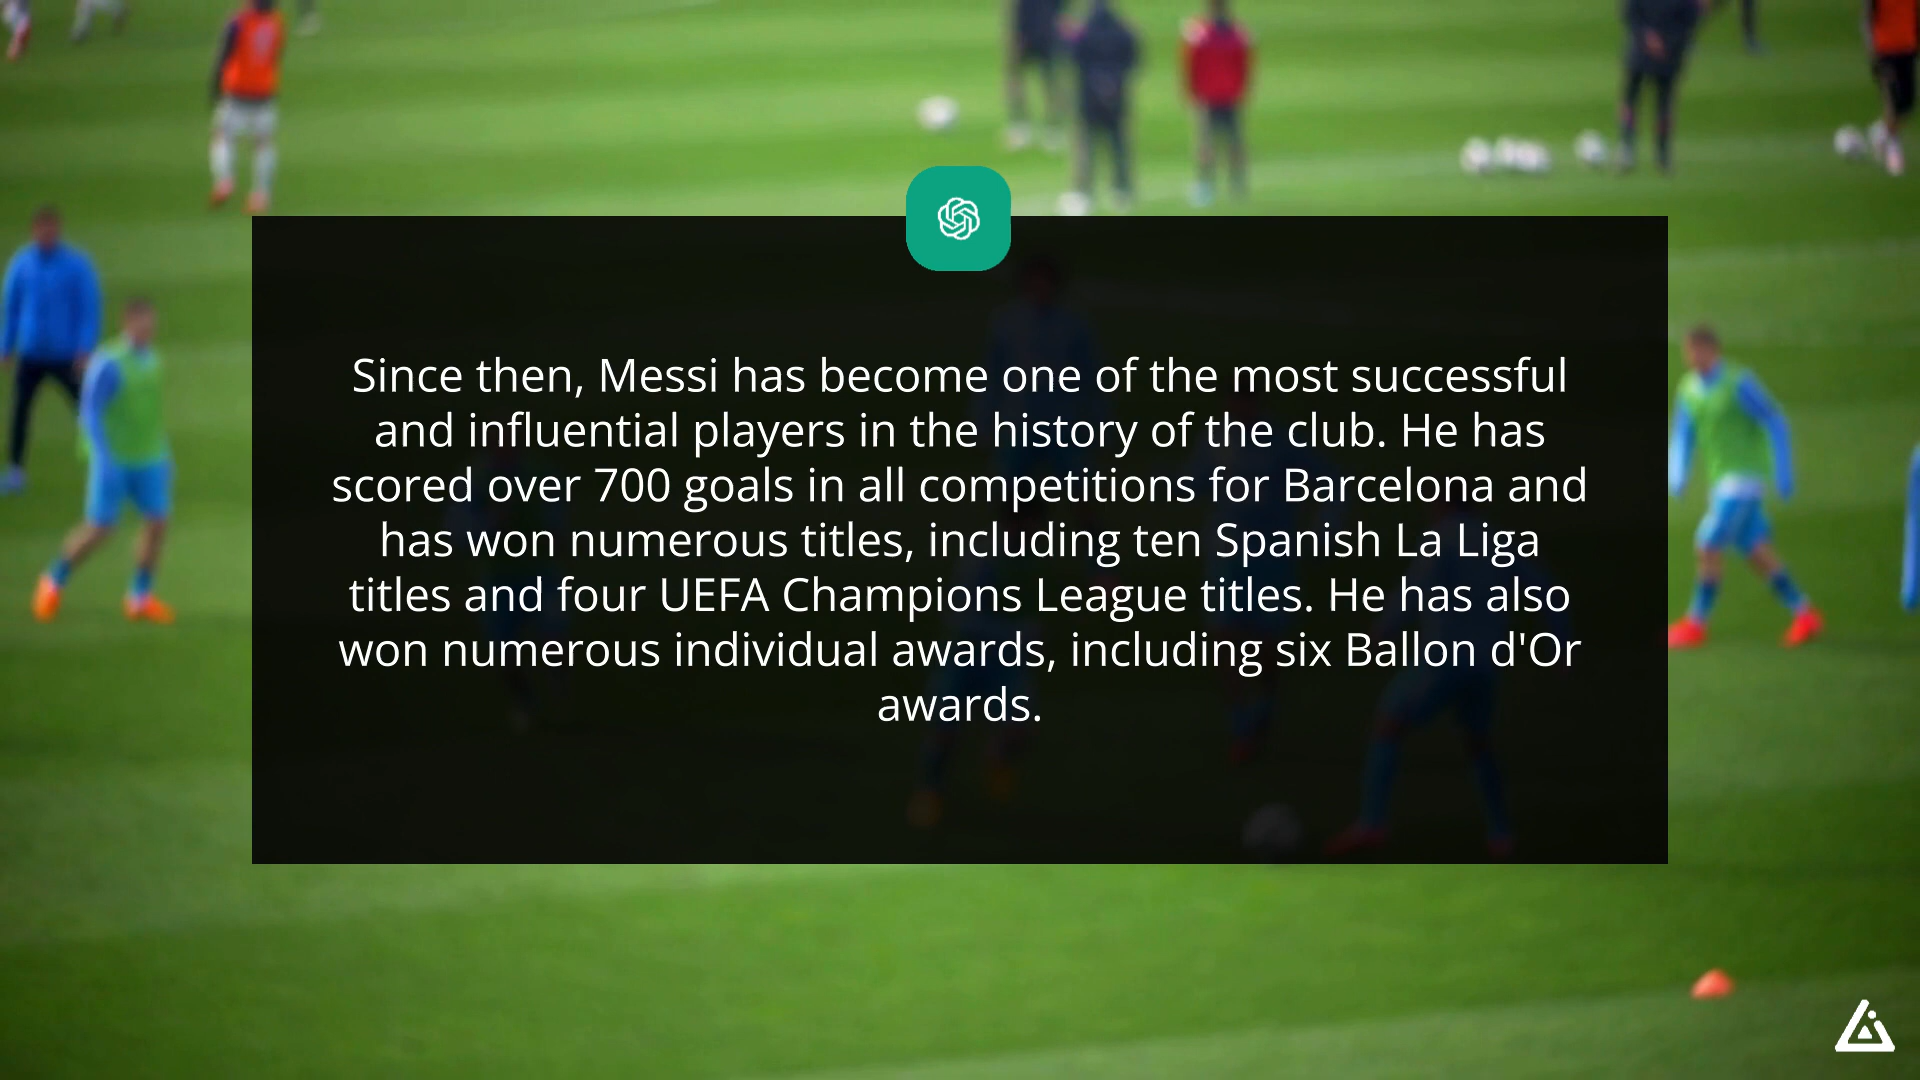 Since then, Messi has become one of the most successful
and influential players in the history of the club. He has
scored over 700 goals in all competitions for Barcelona and
has won numerous titles, including ten Spanish La Liga
titles and four UEFA Champions League titles. He has also
won numerous individual awards, including six Ballon d'Or
awards.